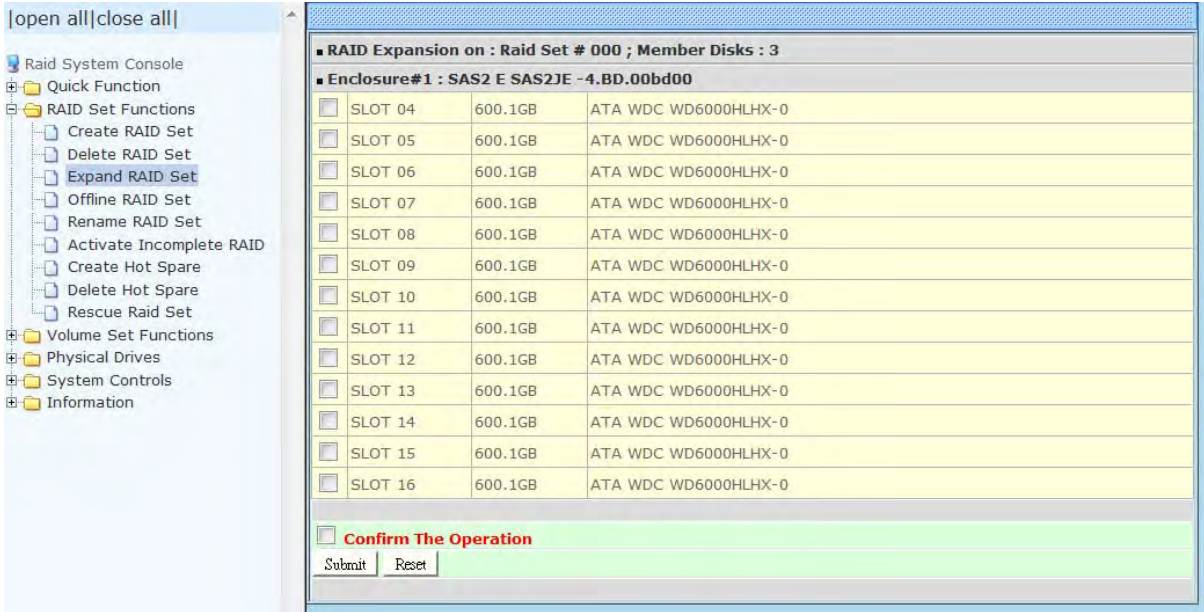 |open all|close all|
Raid System Console
Quick Function
RAID Set Functions
Create RAID Set
Delete RAID Set
Expand RAID Set
Offline RAID Set
Rename RAID Set
Activate Incomplete RAID
Create Hot Spare
Delete Hot Spare
Rescue Raid Set
Volume Set Functions
Physical Drives
System Controls
Information
RAID Expansion on : Raid Set # 000 ; Member Disks : 3
Enclosure#1 : SAS2 E SAS2JE -4.BD.00bd00
SLOT 04 600.1GB ATA WDC WD6000HLHX-0
SLOT 05 600.1GB ATA WDC WD6000HLHX-0
SLOT 06 600.1GB ATA WDC WD6000HLHX-0
SLOT 07 600.1GB ATA WDC WD6000HLHX-0
SLOT 08 600.1GB ATA WDC WD6000HLHX-0
SLOT 09 600.1GB ATA WDC WD6000HLHX-0
SLOT 10 600.1GB ATA WDC WD6000HLHX-0
SLOT 11 600.1GB ATA WDC WD6000HLHX-0
SLOT 12 600.1GB ATA WDC WD6000HLHX-0
SLOT 13 600.1GB ATA WDC WD6000HLHX-0
SLOT 14 600.1GB ATA WDC WD6000HLHX-0
SLOT 15 600.1GB ATA WDC WD6000HLHX-0
SLOT 16 600.1GB ATA WDC WD6000HLHX-0
Confirm The Operation
Submit Reset